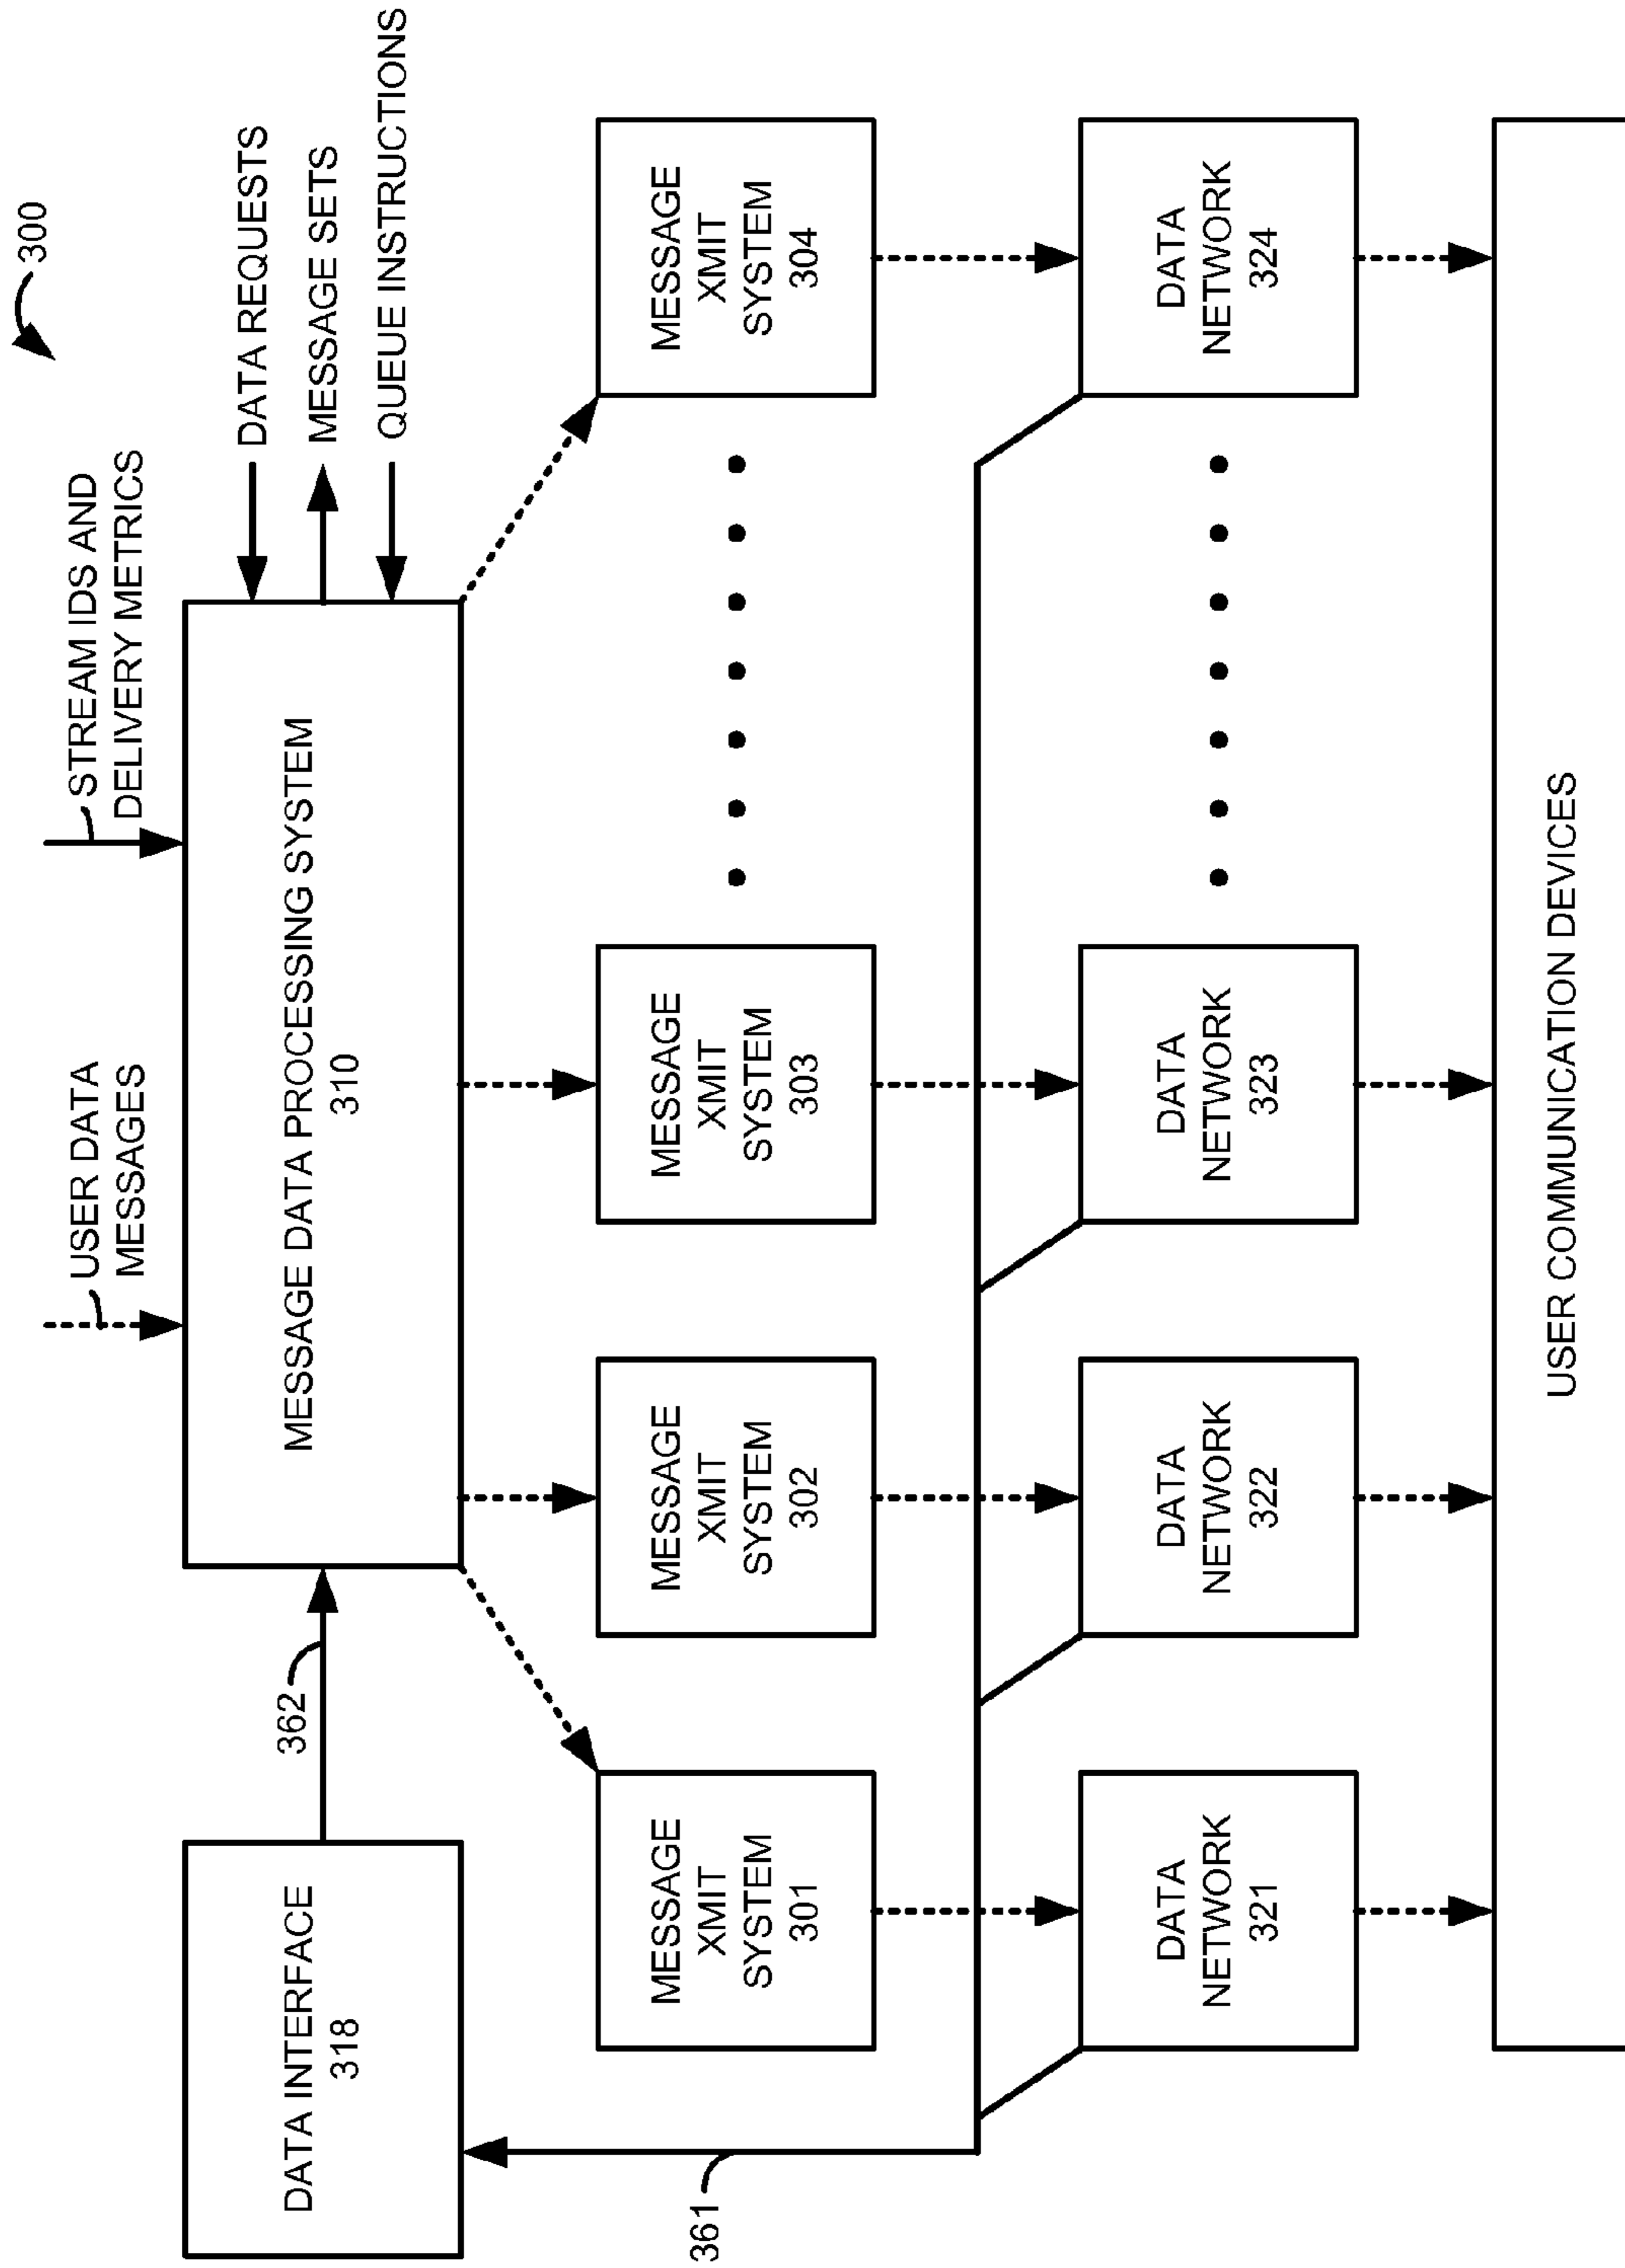 300
USER DATA
MESSAGES
STREAM IDS AND
DELIVERY METRICS
DATA INTERFACE
318
362
MESSAGE DATA PROCESSING SYSTEM
310
DATA REQUESTS
MESSAGE SETS
QUEUE INSTRUCTIONS
MESSAGE
XMIT
SYSTEM
301
MESSAGE
XMIT
SYSTEM
302
MESSAGE
XMIT
SYSTEM
303
MESSAGE
XMIT
SYSTEM
304
361
DATA
NETWORK
321
DATA
NETWORK
322
DATA
NETWORK
323
DATA
NETWORK
324
USER COMMUNICATION DEVICES